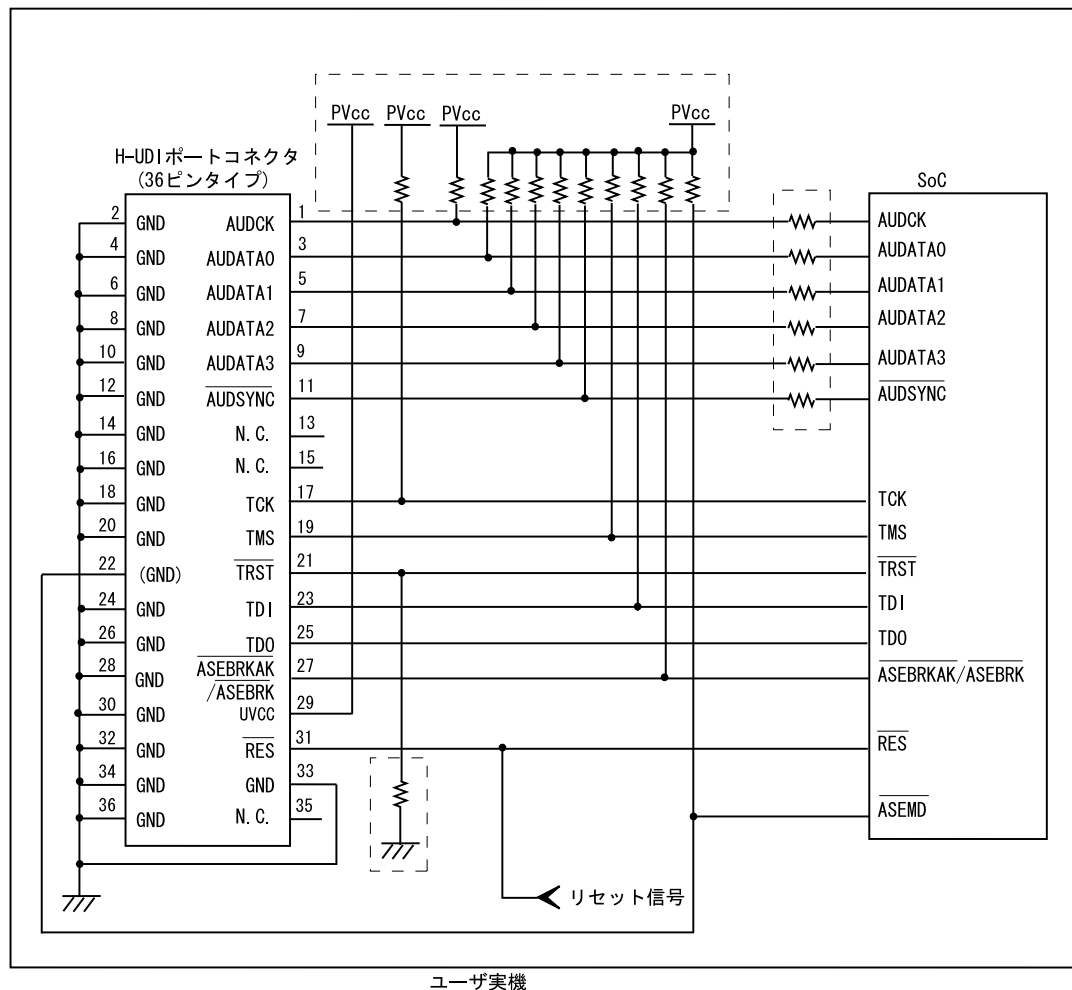 PVcc PVcc PVcc PVcc
H-UDIポートコネクタ
(36ピンタイプ)
SoC
2 GND AUDCK 1 AUDCK
4 GND AUDATA0 3 AUDATA0
6 GND AUDATA1 5 AUDATA1
8 GND AUDATA2 7 AUDATA2
10 GND AUDATA3 9 AUDATA3
12 GND AUDSYNC 11 AUDSYNC
14 GND N.C. 13
16 GND N.C. 15
18 GND TCK 17 TCK
20 GND TMS 19 TMS
22 (GND) TRST 21 TRST
24 GND TDI 23 TDI
26 GND TDO 25 TDO
28 GND ASEBRKAK 27 ASEBRKAK/ASEBRK
/ASEBRK
30 GND UVCC 29
32 GND RES 31 RES
34 GND GND 33
36 GND N.C. 35 ASEMD
リセット信号
ユーザ実機